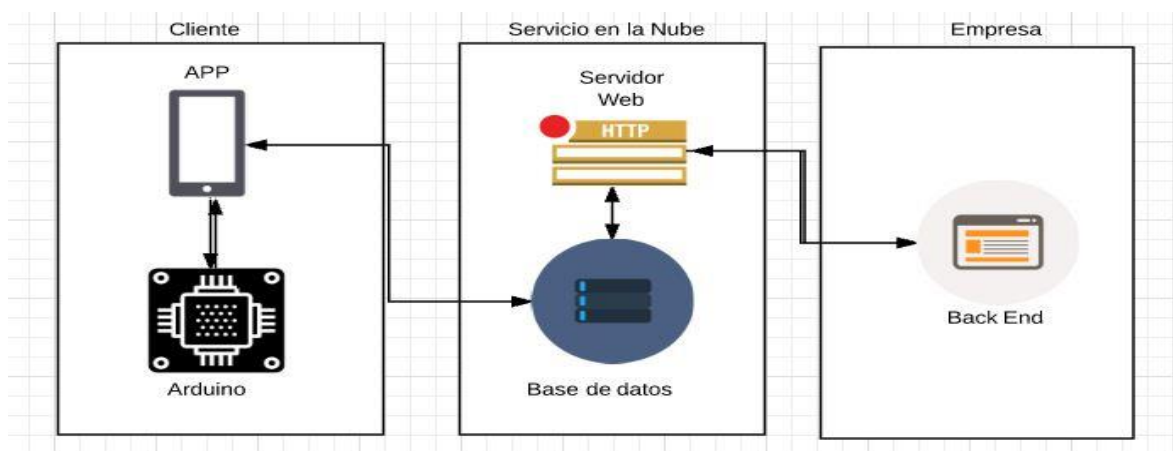 Cliente
Servicio en la Nube
Empresa
APP
Servidor
Web
HTTP
Arduino
Base de datos
Back End